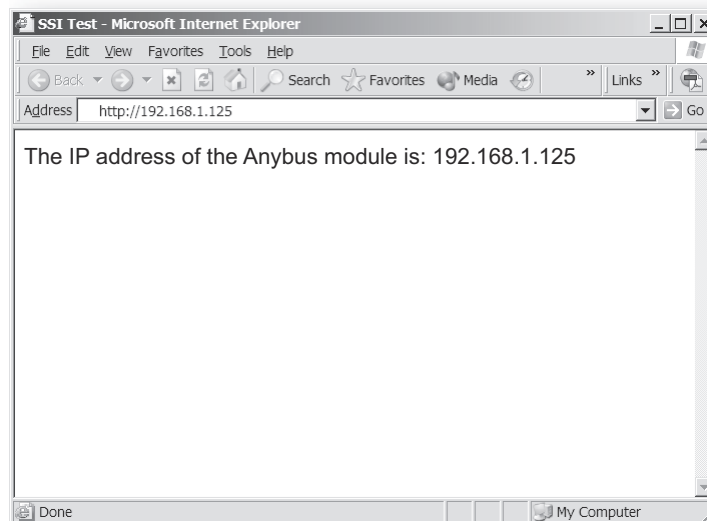 SSI Test - Microsoft Internet Explorer
File Edit View Favorites Tools Help
Back Search Favorites Media » Links »
Address http://192.168.1.125 Go
The IP address of the Anybus module is: 192.168.1.125
Done My Computer